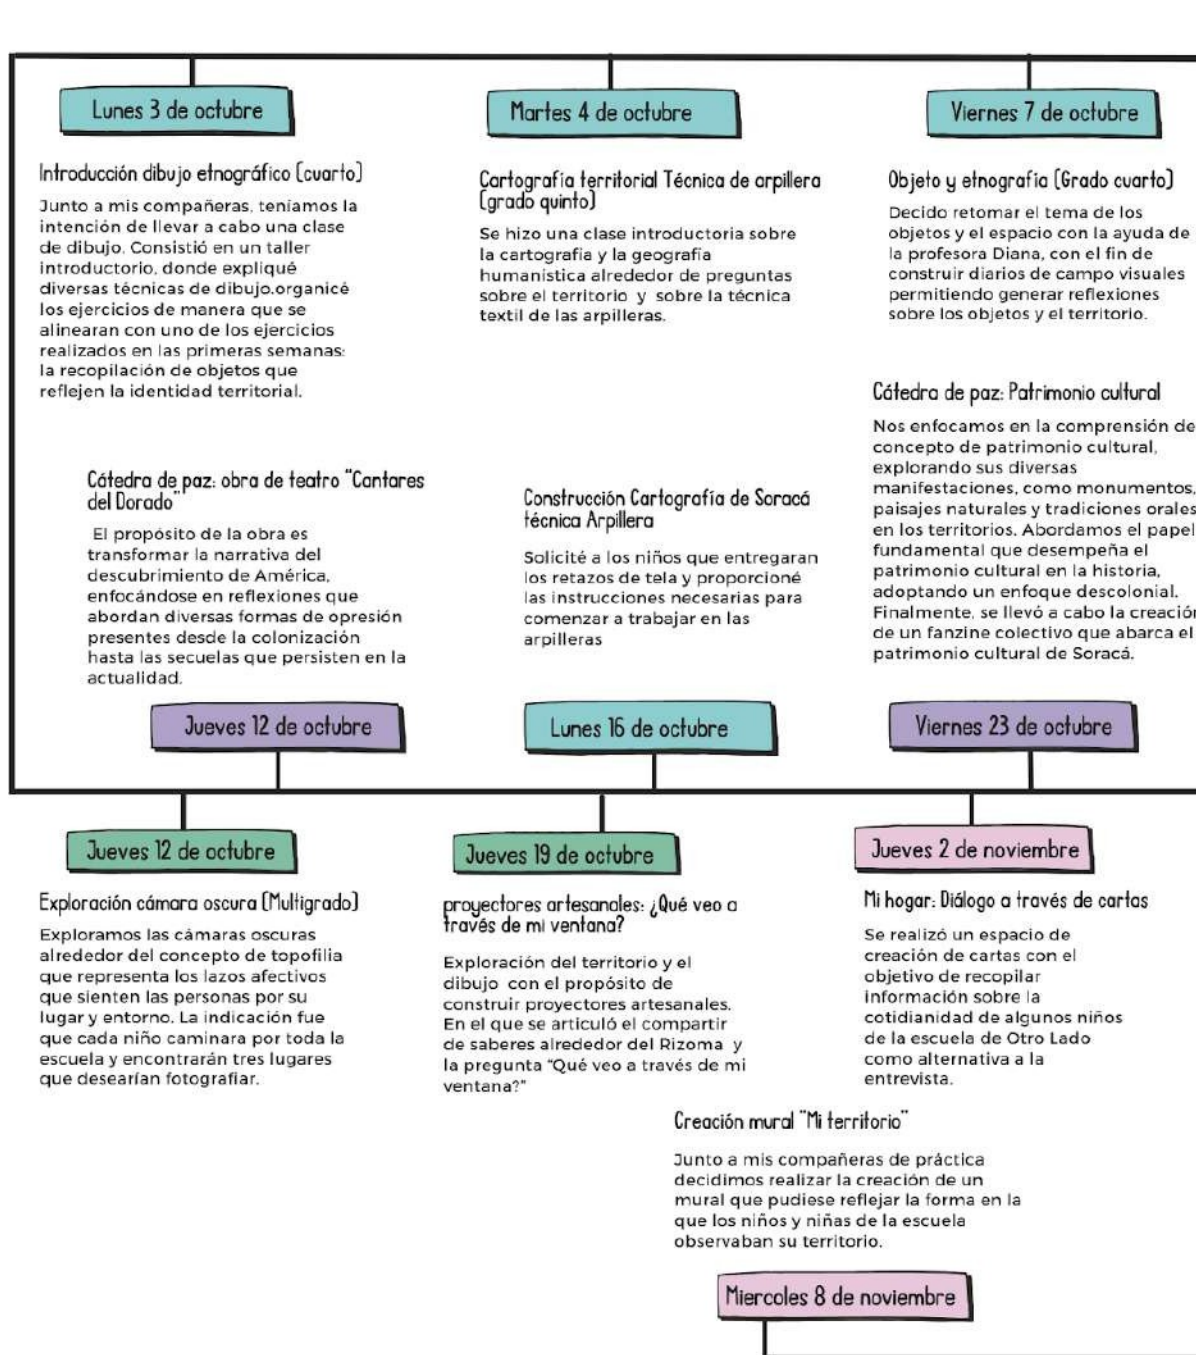 Lunes 3 de octubre
Introducción dibujo etnográfico (cuarto)
Junto a mis compañeras, teníamos la
intención de llevar a cabo una clase
de dibujo. Consistió en un taller
introductorio, donde expliqué
diversas técnicas de dibujo.organicé
los ejercicios de manera que se
alinearan con uno de los ejercicios
realizados en las primeras semanas:
la recopilación de objetos que
reflejen la identidad territorial.
Martes 4 de octubre
Cartografía territorial Técnica de arpillera
(grado quinto)
Se hizo una clase introductoria sobre
la cartografía y la geografía
humanística alrededor de preguntas
sobre el territorio y sobre la técnica
textil de las arpilleras.
Viernes 7 de octubre
Objeto y etnografía (Grado cuarto)
Decido retomar el tema de los
objetos y el espacio con la ayuda de
la profesora Diana, con el fin de
construir diarios de campo visuales
permitiendo generar reflexiones
sobre los objetos y el territorio.
Cátedra de paz: obra de teatro "Cantares
del Dorado"
El propósito de la obra es
transformar la narrativa del
descubrimiento de América,
enfocándose en reflexiones que
abordan diversas formas de opresión
presentes desde la colonización
hasta las secuelas que persisten en la
actualidad.
Jueves 12 de octubre
Construcción Cartografía de Soracá
técnica Arpillera
Solicité a los niños que entregaran
los retazos de tela y proporcioné
las instrucciones necesarias para
comenzar a trabajar en las
arpilleras
Lunes 16 de octubre
Cátedra de paz: Patrimonio cultural
Nos enfocamos en la comprensión de
concepto de patrimonio cultural,
explorando sus diversas
manifestaciones, como monumentos,
paisajes naturales y tradiciones orales
en los territorios. Abordamos el papel
fundamental que desempeña el
patrimonio cultural en la historia,
adoptando un enfoque descolonial.
Finalmente, se llevó a cabo la creación
de un fanzine colectivo que abarca el
patrimonio cultural de Soracá.
Viernes 23 de octubre
Jueves 12 de octubre
Exploración cámara oscura (Multigrado)
Exploramos las cámaras oscuras
alrededor del concepto de topofilia
que representa los lazos afectivos
que sienten las personas por su
lugar y entorno. La indicación fue
que cada niño caminara por toda la
escuela y encontrarán tres lugares
que desearían fotografiar.
Jueves 19 de octubre
proyectores artesanales: ¿Qué veo a
través de mi ventana?
Exploración del territorio y el
dibujo con el propósito de
construir proyectores artesanales.
En el que se articuló el compartir
de saberes alrededor del Rizoma y
la pregunta "Qué veo a través de mi
ventana?"
Jueves 2 de noviembre
Mi hogar: Diálogo a través de cartas
Se realizó un espacio de
creación de cartas con el
objetivo de recopilar
información sobre la
cotidianidad de algunos niños
de la escuela de Otro Lado
como alternativa a la
entrevista.
Creación mural "Mi territorio"
Junto a mis compañeras de práctica
decidimos realizar la creación de un
mural que pudiese reflejar la forma en la
que los niños y niñas de la escuela
observaban su territorio.
Miercoles 8 de noviembre